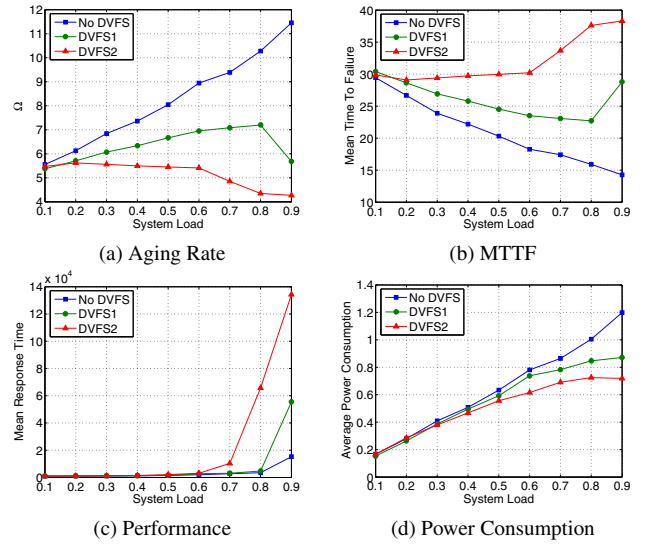 12
11
10
9
8
7
6
5
4
Ω
No DVFS
DVFS1
DVFS2
0.1 0.2 0.3 0.4 0.5 0.6 0.7 0.8 0.9
System Load
(a) Aging Rate
40
35
30
25
20
15
10
Mean Time To Failure
No DVFS
DVFS1
DVFS2
0.1 0.2 0.3 0.4 0.5 0.6 0.7 0.8 0.9
System Load
(b) MTTF
x 10⁴
14
12
10
8
6
4
2
0
Mean Response Time
No DVFS
DVFS1
DVFS2
0.1 0.2 0.3 0.4 0.5 0.6 0.7 0.8 0.9
System Load
(c) Performance
1.4
1.2
1
0.8
0.6
0.4
0.2
0
Average Power Consumption
No DVFS
DVFS1
DVFS2
0.1 0.2 0.3 0.4 0.5 0.6 0.7 0.8 0.9
System Load
(d) Power Consumption